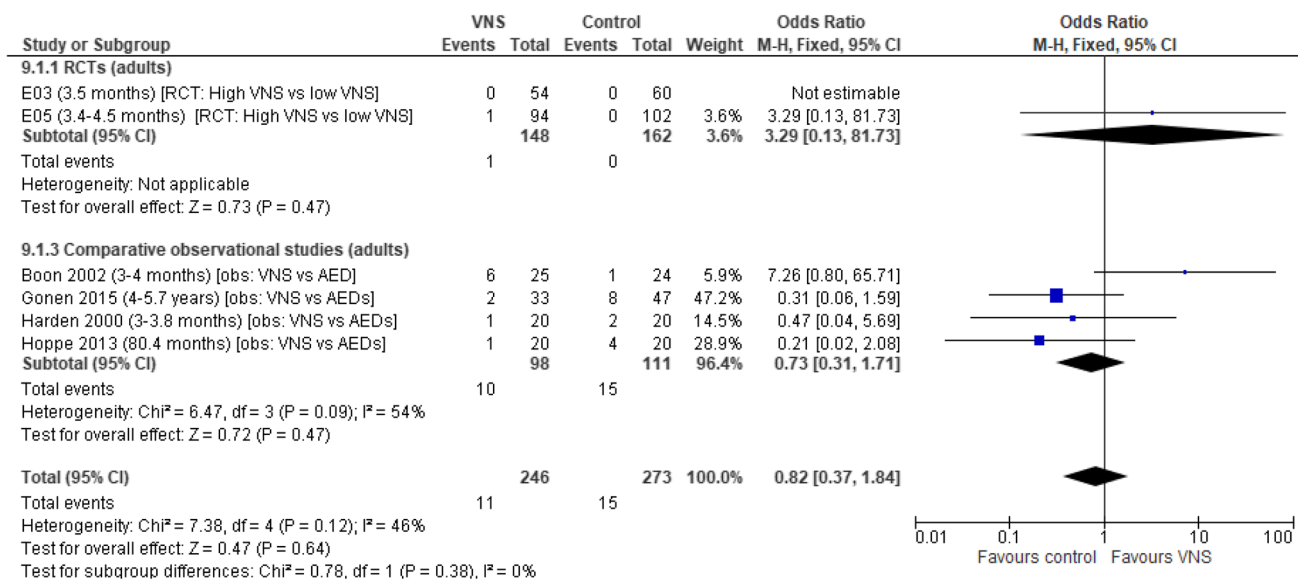 VNS Control Odds Ratio Odds Ratio
Study or Subgroup Events Total Events Total Weight M-H, Fixed, 95% CI M-H, Fixed, 95% CI
9.1.1 RCTs (adults)
E03 (3.5 months) [RCT: High VNS vs low VNS] 0 54 0 60 Not estimable
E05 (3.4-4.5 months) [RCT: High VNS vs low VNS] 1 94 0 102 3.6% 3.29 [0.13, 81.73]
Subtotal (95% CI) 148 162 3.6% 3.29 [0.13, 81.73]
Total events 1 0
Heterogeneity: Not applicable
Test for overall effect: Z = 0.73 (P = 0.47)
9.1.3 Comparative observational studies (adults)
Boon 2002 (3-4 months) [obs: VNS vs AED] 6 25 1 24 5.9% 7.26 [0.80, 65.71]
Gonen 2015 (4-5.7 years) [obs: VNS vs AEDs] 2 33 8 47 47.2% 0.31 [0.06, 1.59]
Harden 2000 (3-3.8 months) [obs: VNS vs AEDs] 1 20 2 20 14.5% 0.47 [0.04, 5.69]
Hoppe 2013 (80.4 months) [obs: VNS vs AEDs] 1 20 4 20 28.9% 0.21 [0.02, 2.08]
Subtotal (95% CI) 98 111 96.4% 0.73 [0.31, 1.71]
Total events 10 15
Heterogeneity: Chi² = 6.47, df = 3 (P = 0.09); I² = 54%
Test for overall effect: Z = 0.72 (P = 0.47)
Total (95% CI) 246 273 100.0% 0.82 [0.37, 1.84]
Total events 11 15
Heterogeneity: Chi² = 7.38, df = 4 (P = 0.12); I² = 46%
Test for overall effect: Z = 0.47 (P = 0.64)
Test for subgroup differences: Chi² = 0.78, df = 1 (P = 0.38), I² = 0%
0.01 0.1 1 10 100
Favours control Favours VNS